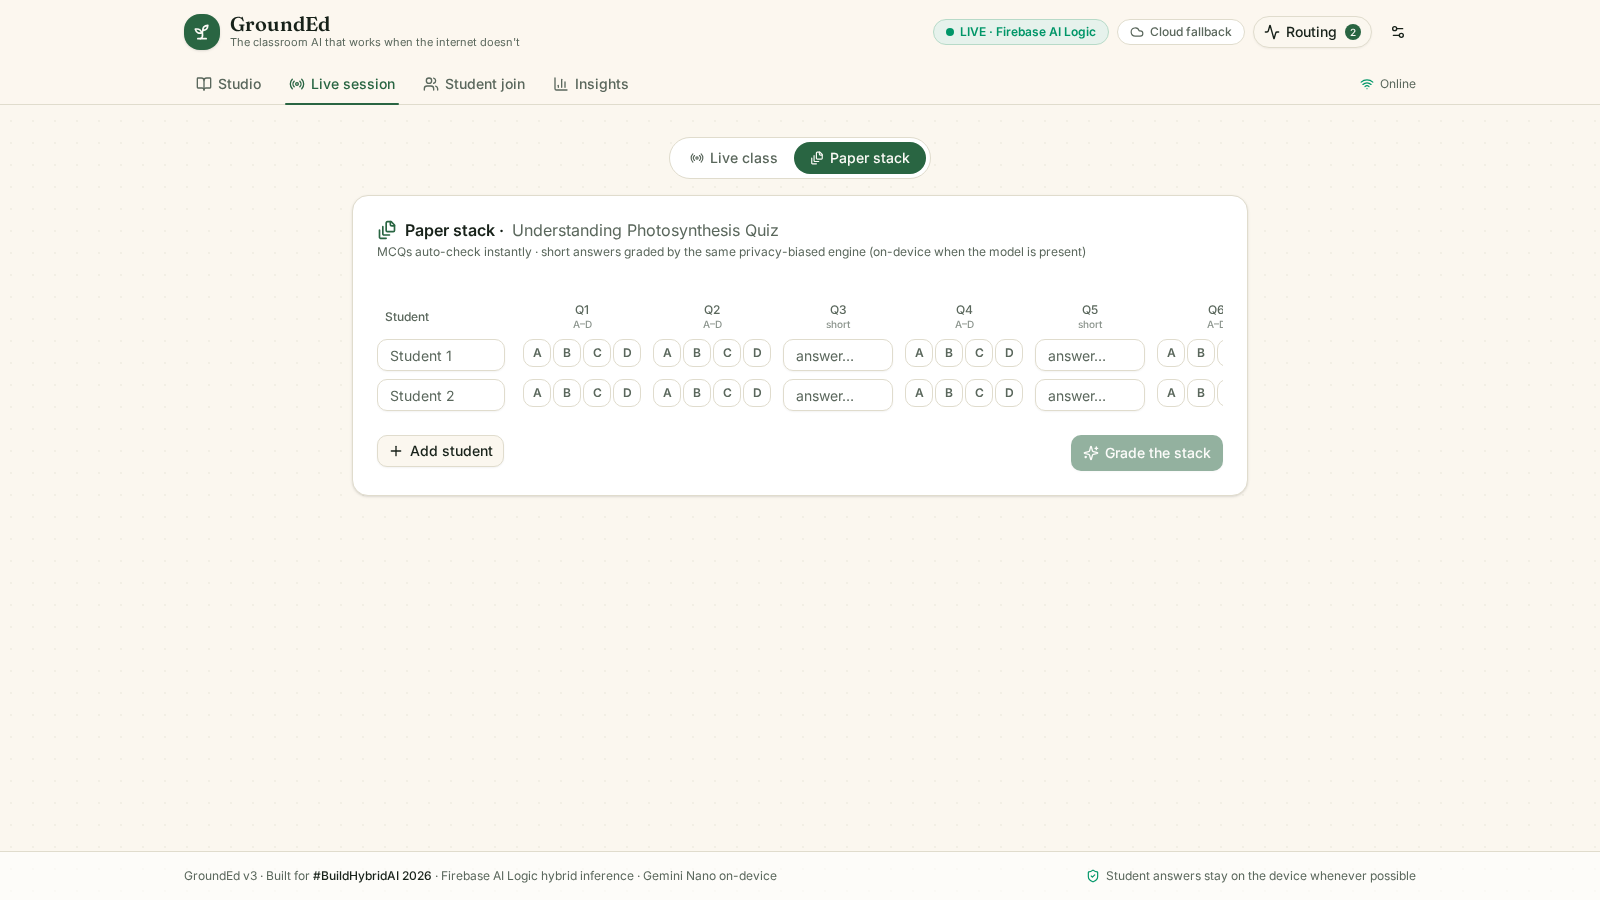 GroundEd
The classroom AI that works when the internet doesn't
LIVE · Firebase AI Logic
Cloud fallback
Routing 2
Studio
Live session
Student join
Insights
Online
Live class
Paper stack
Paper stack · Understanding Photosynthesis Quiz
MCQs auto-check instantly · short answers graded by the same privacy-biased engine (on-device when the model is present)
Student Q1 Q2 Q3 Q4 Q5 Q6
A–D A–D short A–D short A–D
Student 1 A B C D A B C D answer... A B C D answer... A B
Student 2 A B C D A B C D answer... A B C D answer... A B
+ Add student
Grade the stack
GroundEd v3 · Built for #BuildHybridAI 2026 · Firebase AI Logic hybrid inference · Gemini Nano on-device
Student answers stay on the device whenever possible